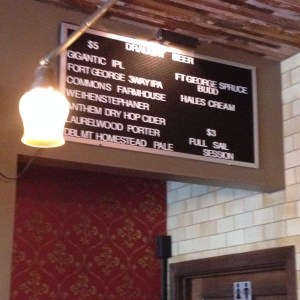 $5 DRAUGHT BEER
GIGANTIC IPL
FORT GEORGE 3WAY IPA
COMMONS FARMHOUSE
WEIHENSTEPHANER
ANTHEM DRY HOP CIDER
LAURELWOOD PORTER
DBL MT HOMESTEAD PALE
FT GEORGE SPRUCE
BUDD
HALES CREAM
$3
FULL SAIL
SESSION